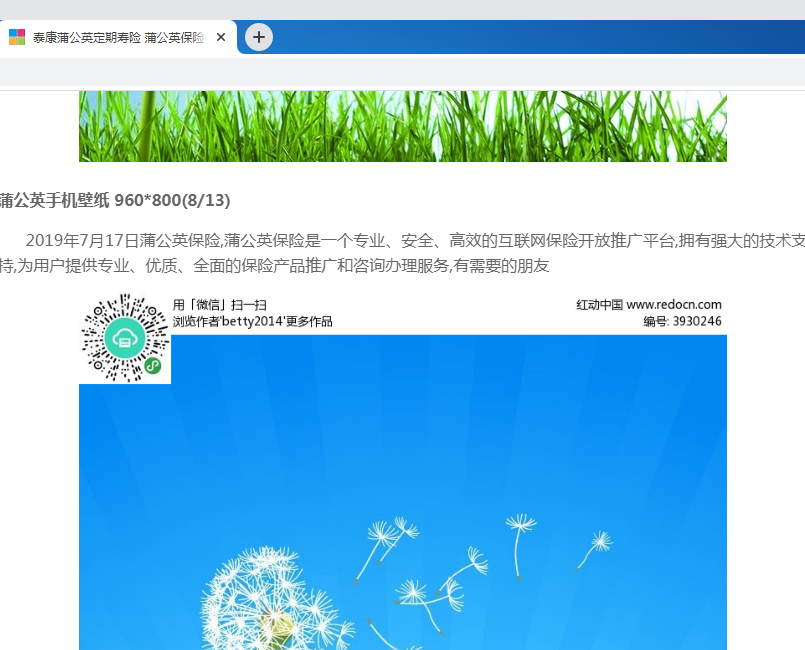 泰康蒲公英定期寿险 蒲公英保险
蒲公英手机壁纸 960*800(8/13)
2019年7月17日蒲公英保险,蒲公英保险是一个专业、安全、高效的互联网保险开放推广平台,拥有强大的技术支
持,为用户提供专业、优质、全面的保险产品推广和咨询办理服务,有需要的朋友
用「微信」扫一扫
浏览作者'betty2014'更多作品
红动中国 www.redocn.com
编号: 3930246